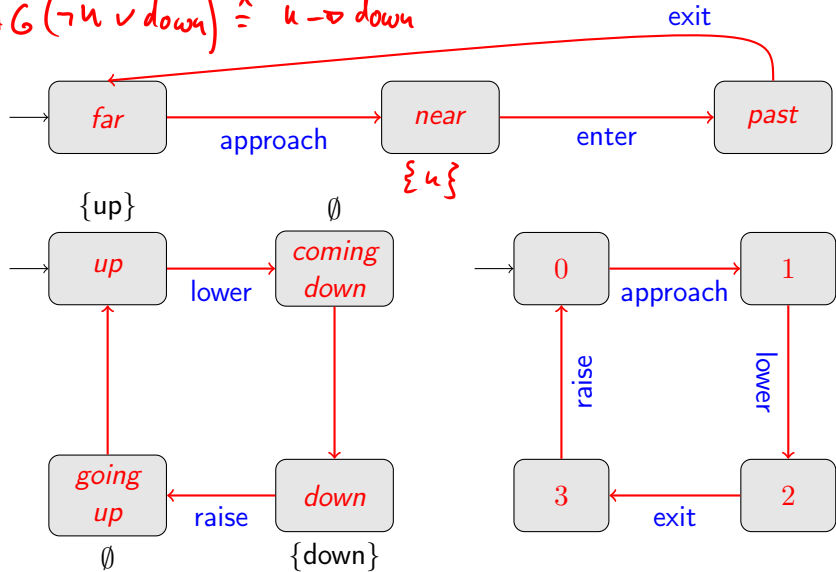 G(¬n ∨ down) ≙ n → down
exit
far
near
past
approach
enter
{n}
{up}
∅
up
coming
down
0
1
lower
approach
raise
lower
going
up
down
3
2
raise
exit
∅
{down}